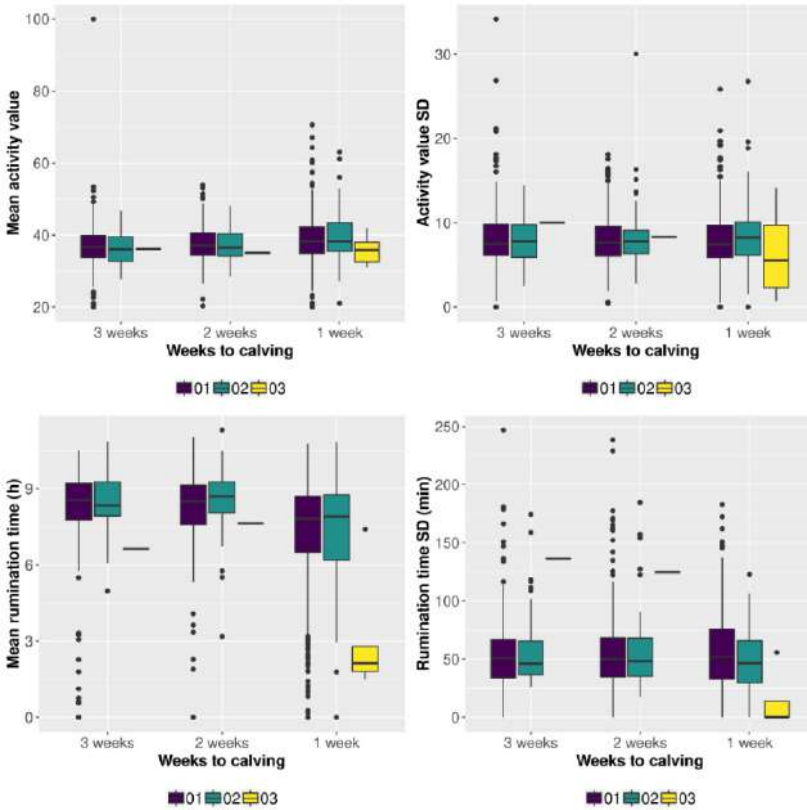 Mean activity value
100
80
60
40
20
3 weeks 2 weeks 1 week
Weeks to calving
01 02 03
Activity value SD
30
20
10
0
3 weeks 2 weeks 1 week
Weeks to calving
01 02 03
Mean rumination time (h)
9
6
3
0
3 weeks 2 weeks 1 week
Weeks to calving
01 02 03
Rumination time SD (min)
250
200
150
100
50
0
3 weeks 2 weeks 1 week
Weeks to calving
01 02 03